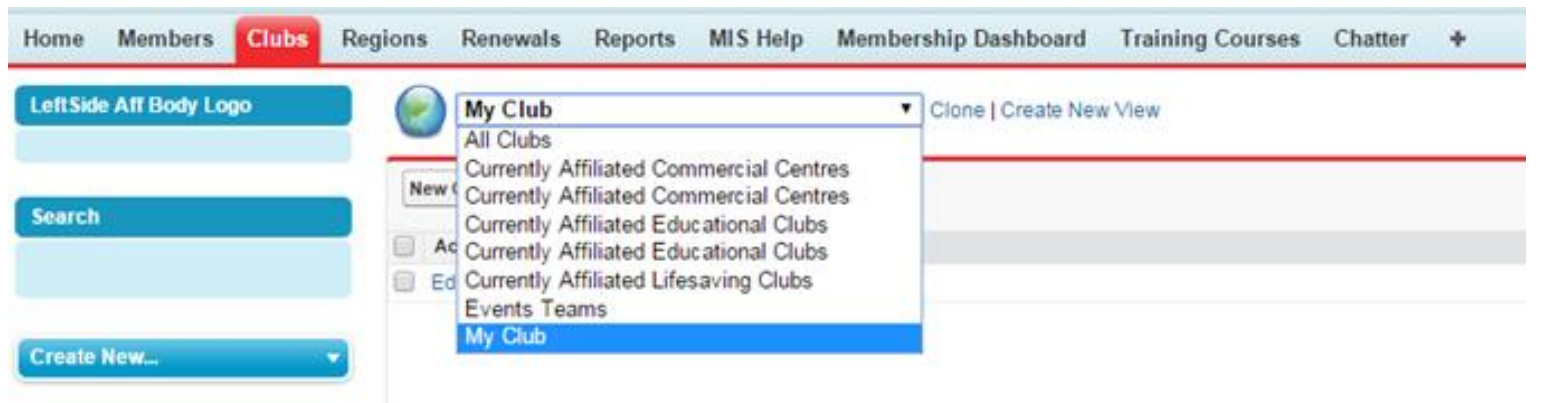 Home Members Clubs Regions Renewals Reports MIS Help Membership Dashboard Training Courses Chatter +
LeftSide Aff Body Logo
Search
Create New...
My Club Clone | Create New View
All Clubs
Currently Affiliated Commercial Centres
Currently Affiliated Commercial Centres
Currently Affiliated Educational Clubs
Currently Affiliated Educational Clubs
Currently Affiliated Lifesaving Clubs
Events Teams
My Club
New